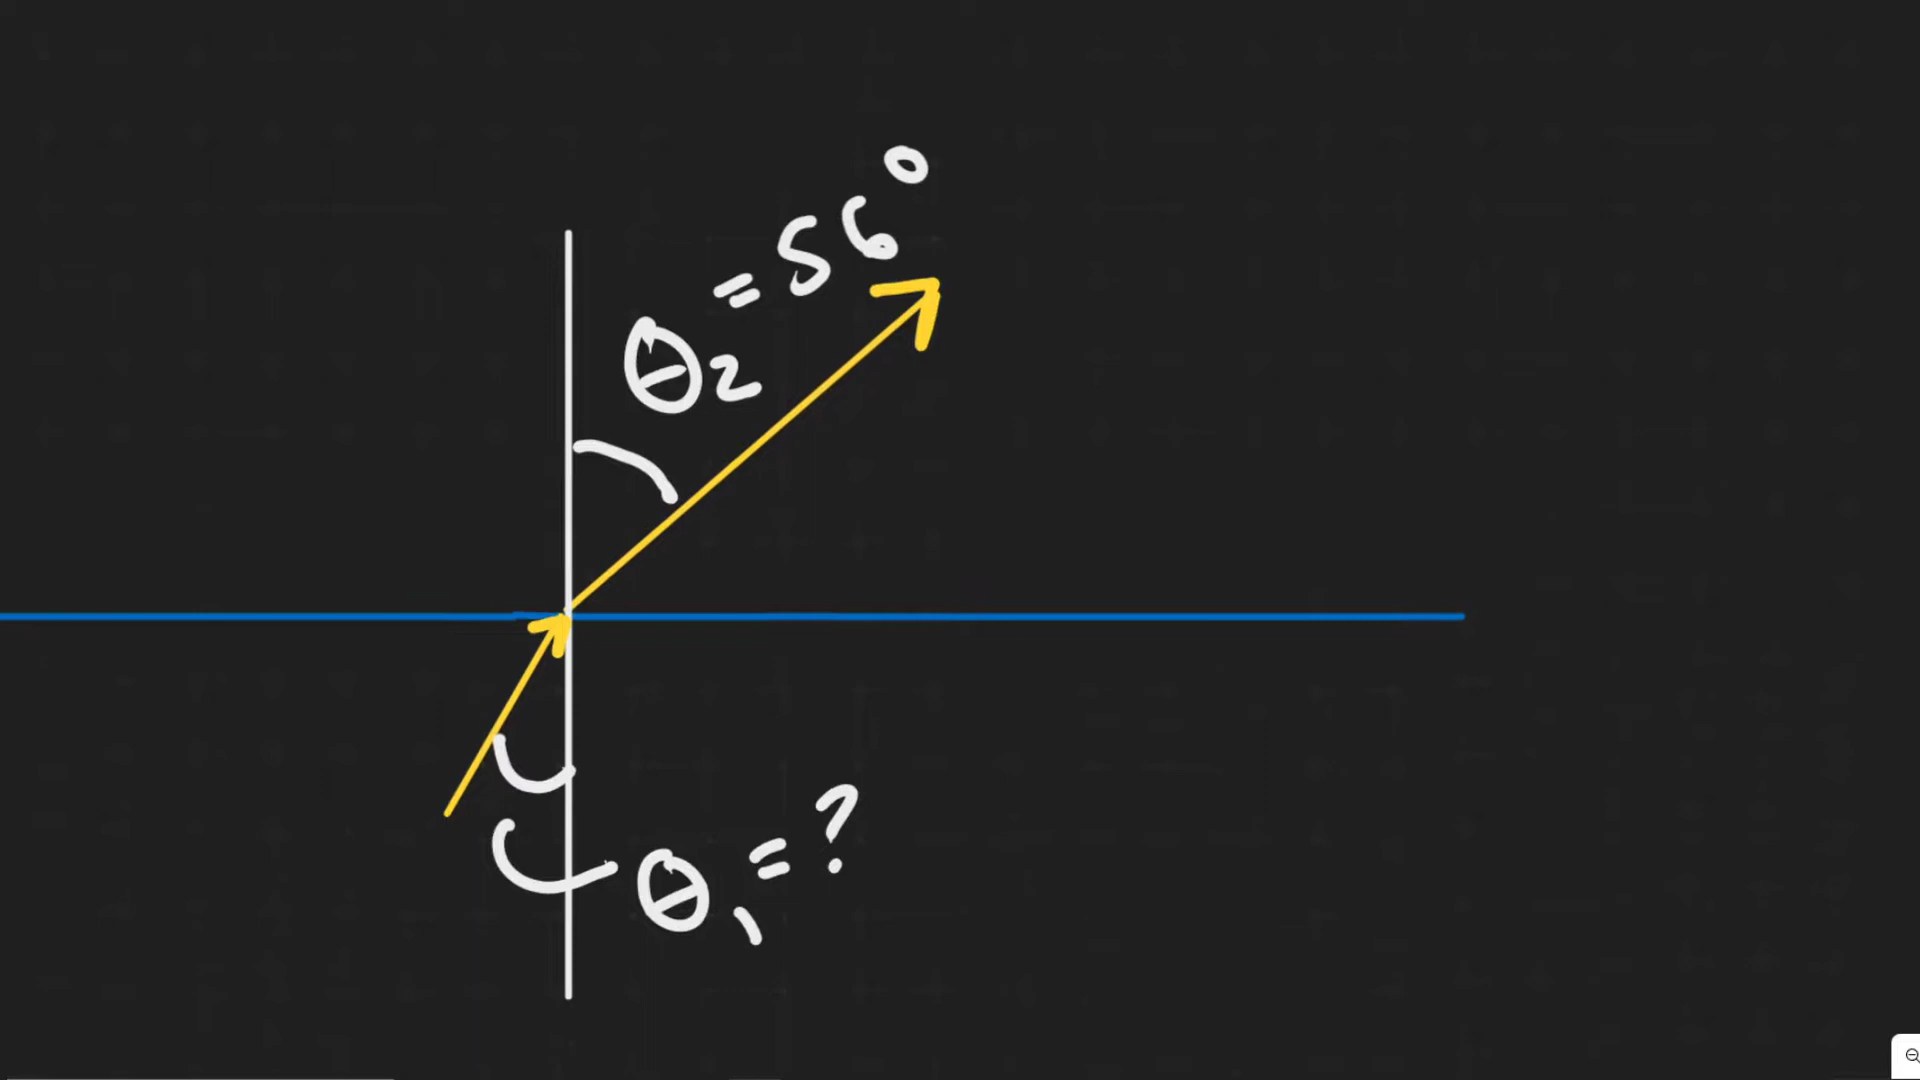 θ₂ = 56°
θ₁ = ?